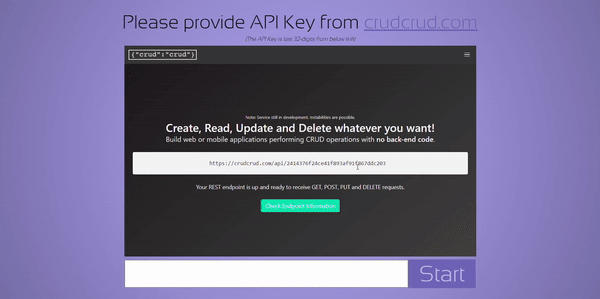 Please provide API Key from crudcrud.com
(The API Key is last 32-digits from below link)
{"crud":"crud"}
Note: Service still in development. Instabilities are possible.
Create, Read, Update and Delete whatever you want!
Build web or mobile applications performing CRUD operations with no back-end code.
https://crudcrud.com/api/2414376f24ce41f893af91f867ddc203
Your REST endpoint is up and ready to receive GET, POST, PUT and DELETE requests.
Check Endpoint Information
Start